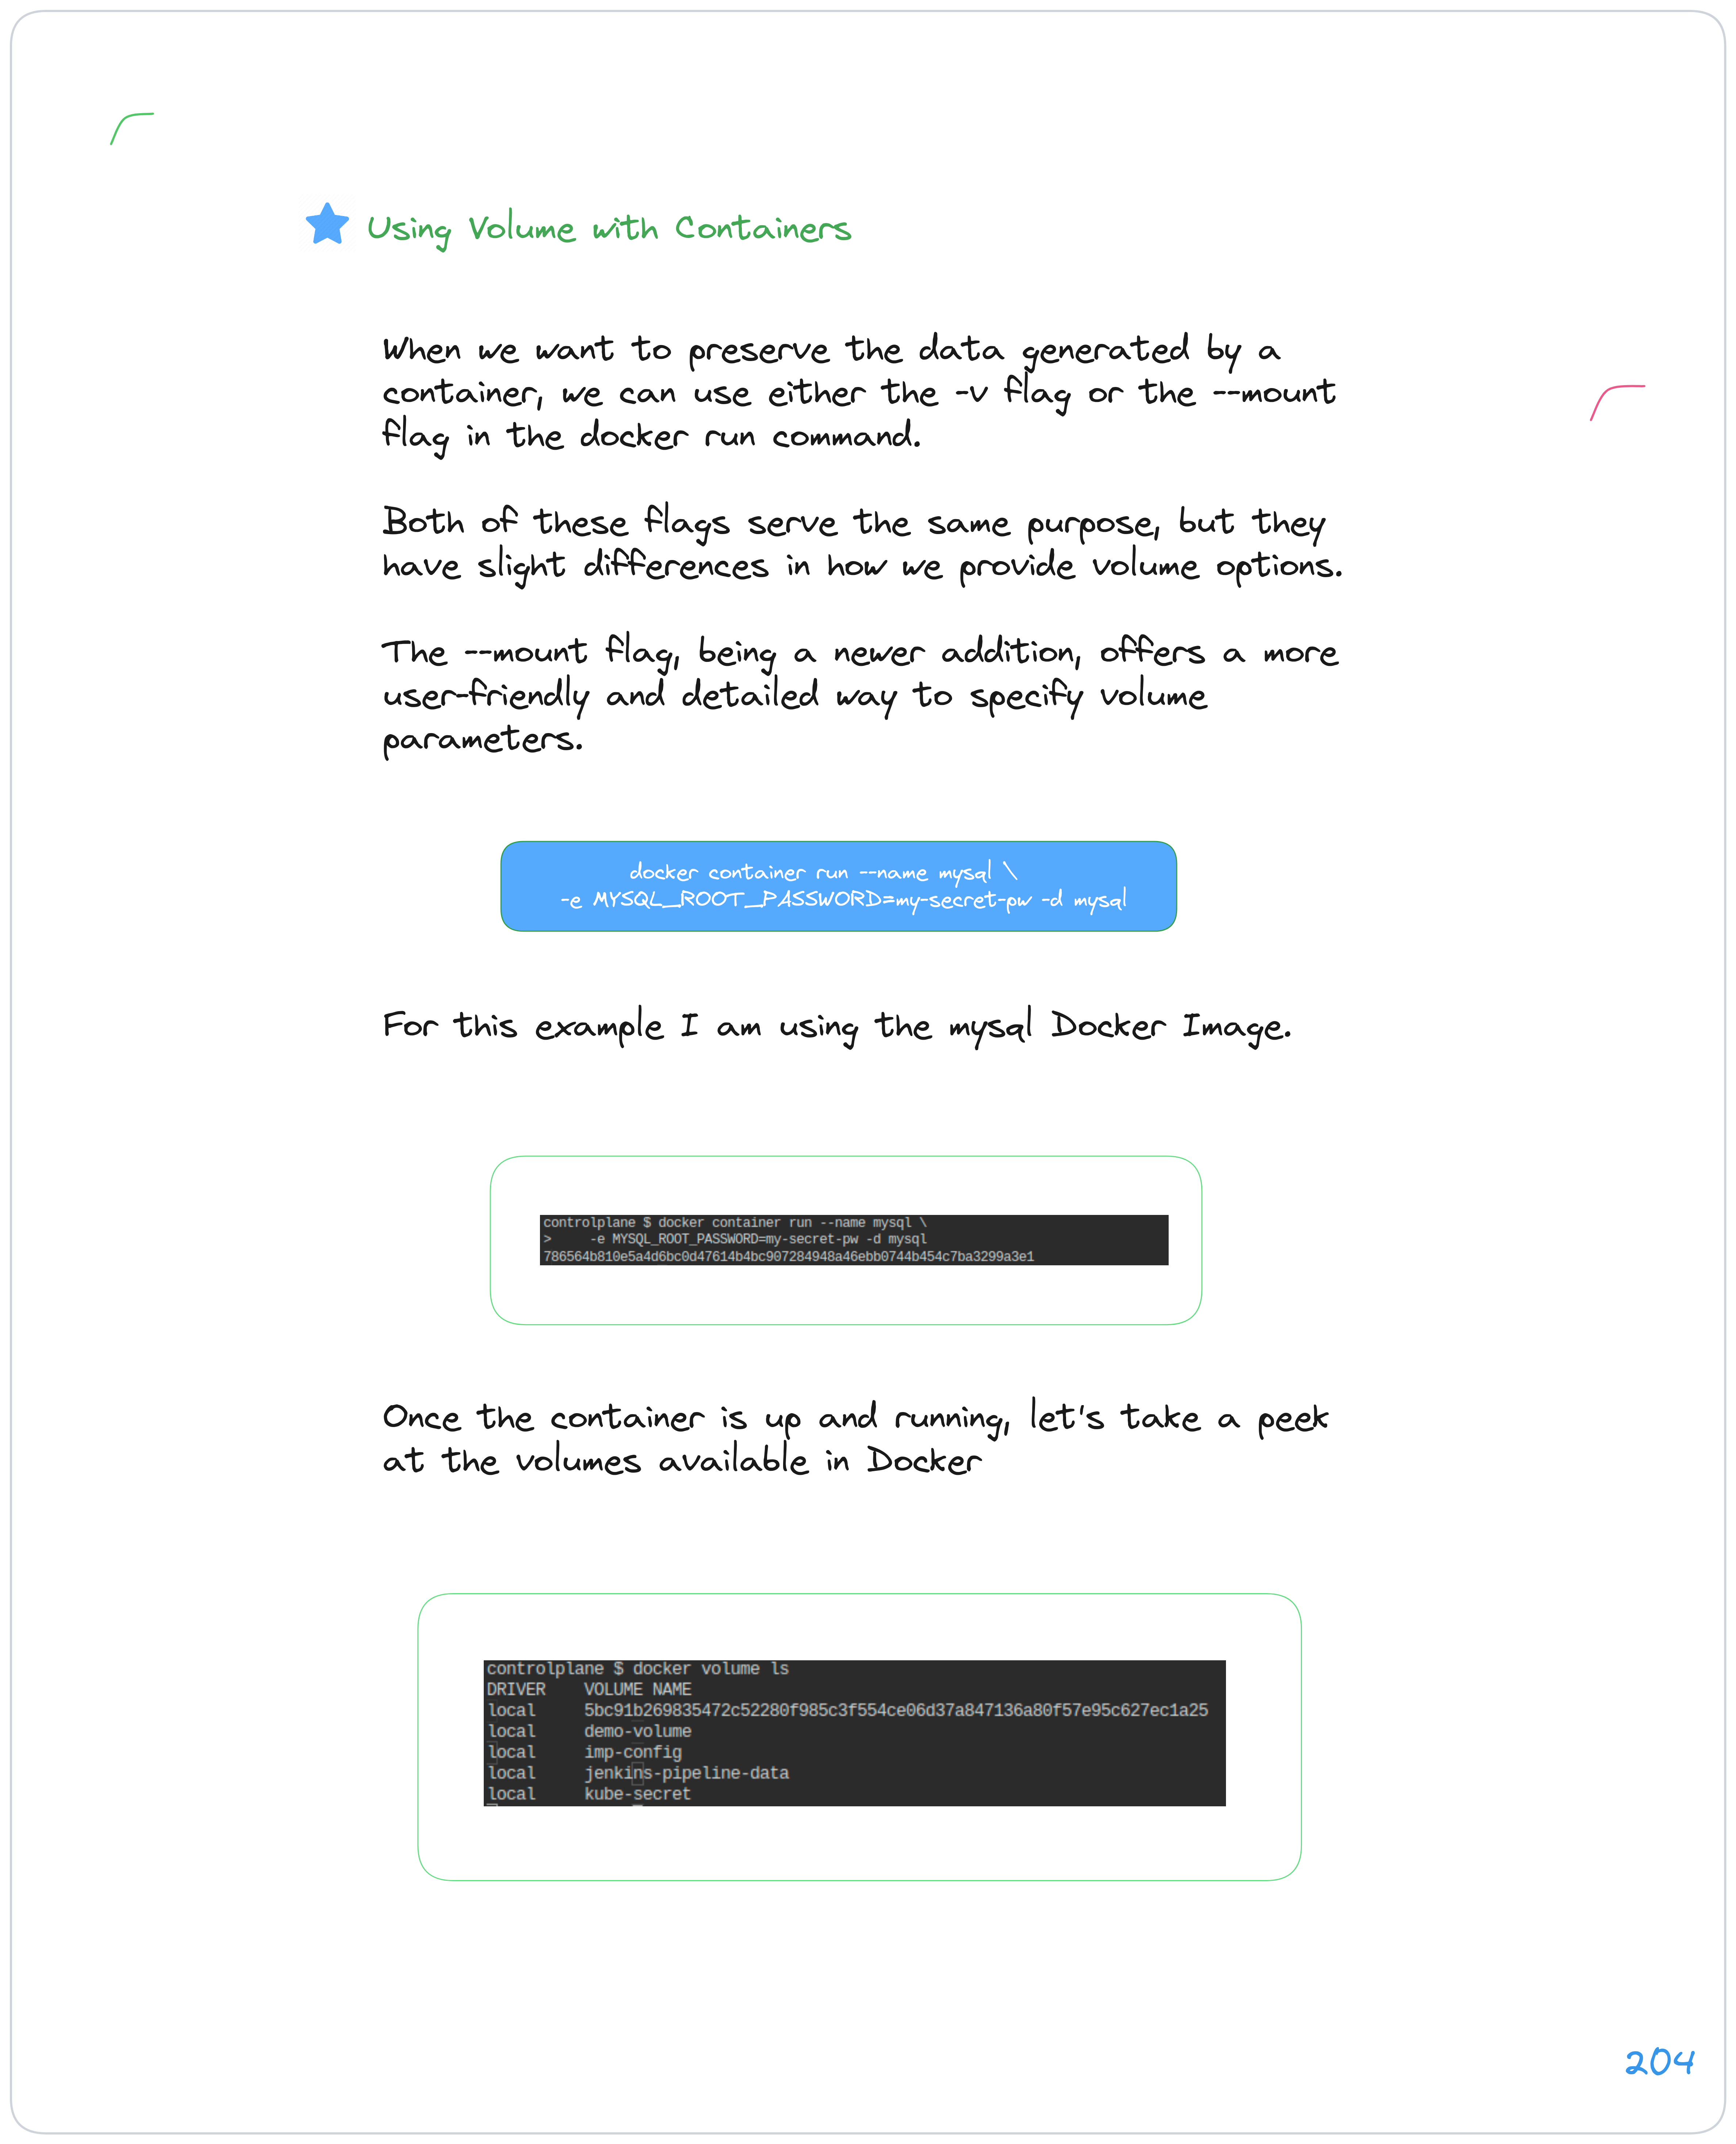 Using Volume with Containers
When we want to preserve the data generated by a
container, we can use either the -v flag or the --mount
flag in the docker run command.
Both of these flags serve the same purpose, but they
have slight differences in how we provide volume options.
The --mount flag, being a newer addition, offers a more
user-friendly and detailed way to specify volume
parameters.
docker container run --name mysql \
-e MYSQL_ROOT_PASSWORD=my-secret-pw -d mysql
For this example I am using the mysql Docker Image.
controlplane $ docker container run --name mysql \
>     -e MYSQL_ROOT_PASSWORD=my-secret-pw -d mysql
786564b810e5a4d6bc0d47614b4bc907284948a46ebb0744b454c7ba3299a3e1
Once the container is up and running, let's take a peek
at the volumes available in Docker
controlplane $ docker volume ls
DRIVER    VOLUME NAME
local     5bc91b269835472c52280f985c3f554ce06d37a847136a80f57e95c627ec1a25
local     demo-volume
local     imp-config
local     jenkins-pipeline-data
local     kube-secret
204